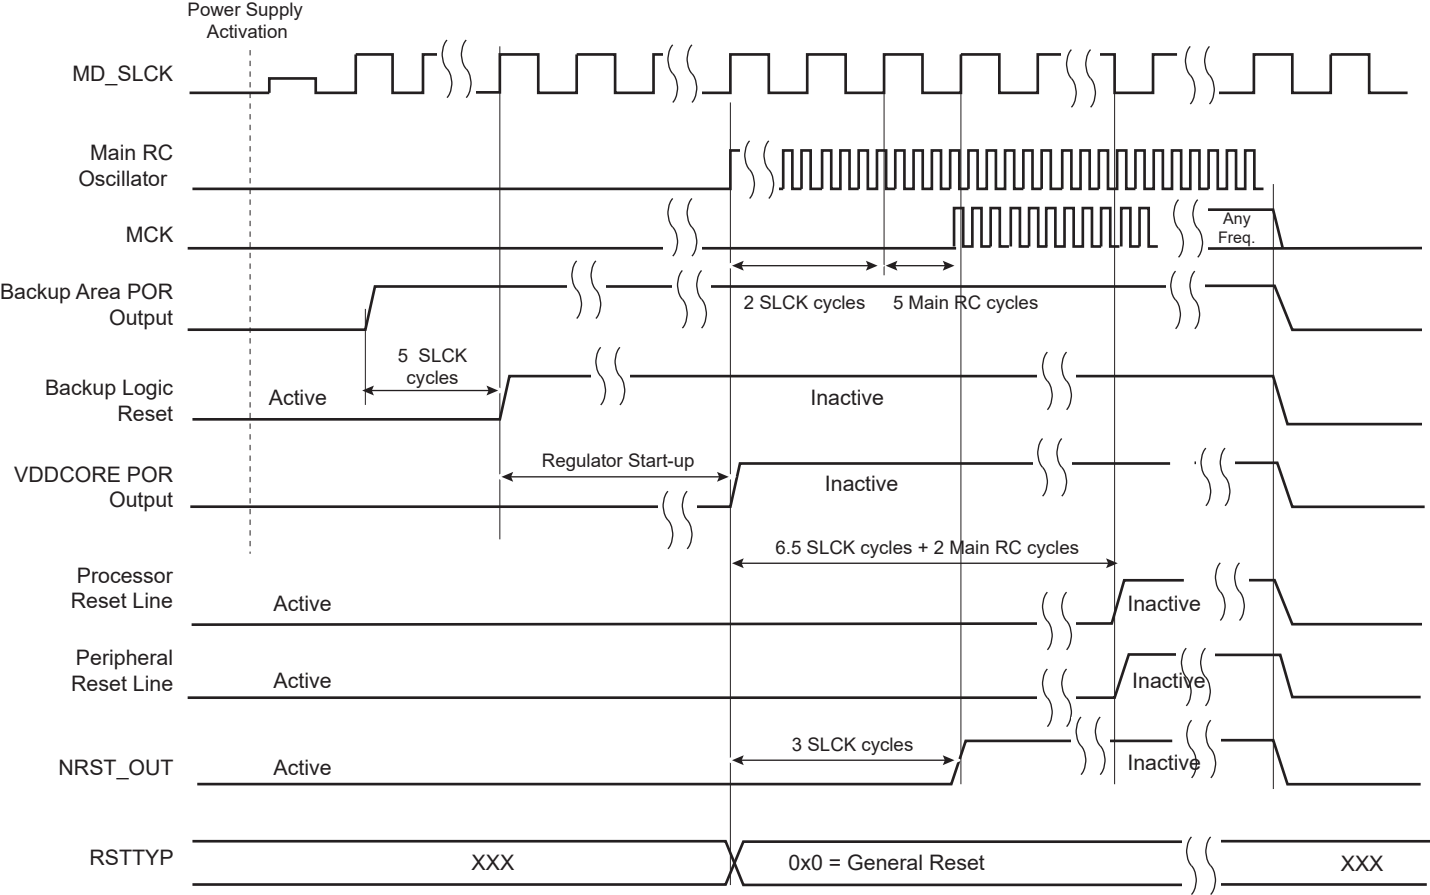 Power Supply
Activation
MD_SLCK
Main RC
Oscillator
MCK
Any
Freq.
Backup Area POR
Output
2 SLCK cycles
5 Main RC cycles
5 SLCK
cycles
Backup Logic
Reset
Active
Inactive
Regulator Start-up
VDDCORE POR
Output
Inactive
6.5 SLCK cycles + 2 Main RC cycles
Processor
Reset Line
Active
Inactive
Peripheral
Reset Line
Active
Inactive
3 SLCK cycles
NRST_OUT
Active
Inactive
RSTTYP
XXX
0x0 = General Reset
XXX